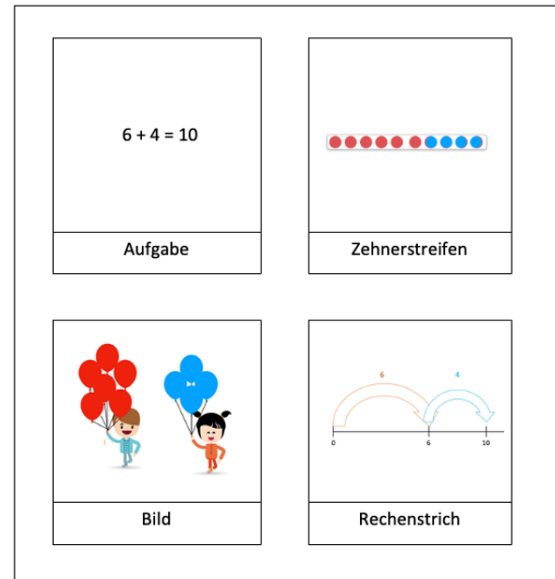 6 + 4 = 10
Aufgabe
Zehnerstreifen
6
4
0
6
10
Bild
Rechenstrich